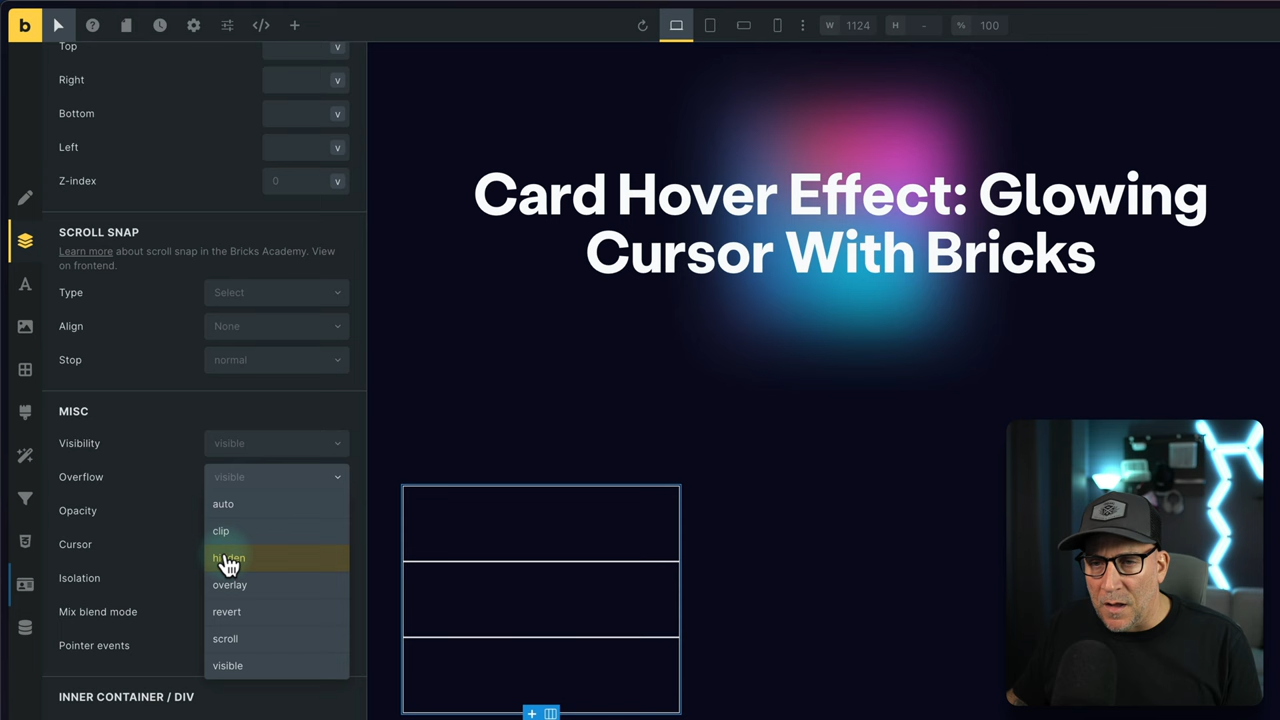 b
W 1124 H - % 100
Top v
Right v
Bottom v
Left v
Z-index 0 v
SCROLL SNAP
Learn more about scroll snap in the Bricks Academy. View
on frontend.
Type Select
Align None
Stop normal
MISC
Visibility visible
Overflow visible
auto
clip
hidden
overlay
revert
scroll
visible
Opacity
Cursor
Isolation
Mix blend mode
Pointer events
INNER CONTAINER / DIV
Card Hover Effect: Glowing
Cursor With Bricks